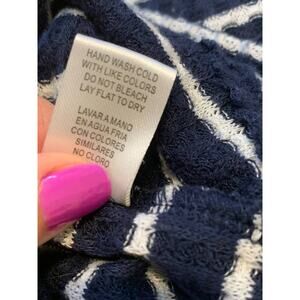 HAND WASH COLD
WITH LIKE COLORS
DO NOT BLEACH
LAY FLAT TO DRY
LAVAR A MANO
EN AGUA FRIA
CON COLORES
SIMILARES
NO CLORO